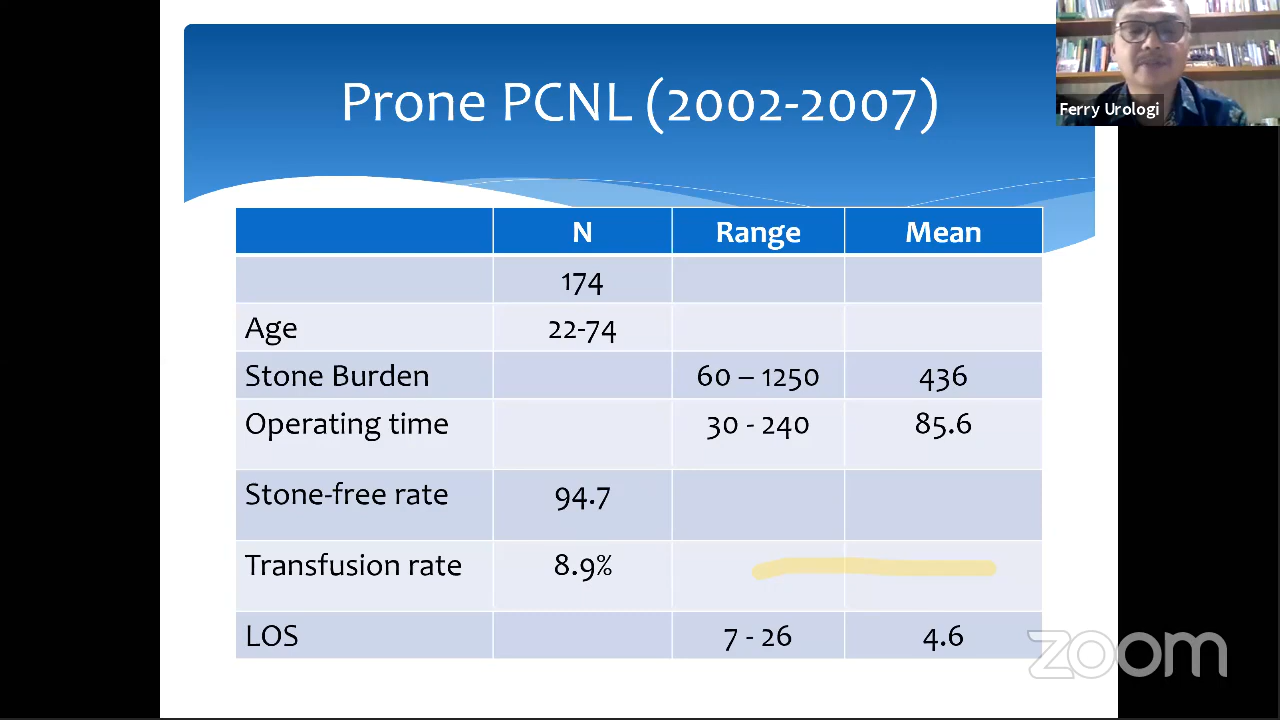 Prone PCNL (2002-2007)
Ferry Urologi
N Range Mean
174
Age 22-74
Stone Burden 60 – 1250 436
Operating time 30 - 240 85.6
Stone-free rate 94.7
Transfusion rate 8.9%
LOS 7 - 26 4.6
zoom